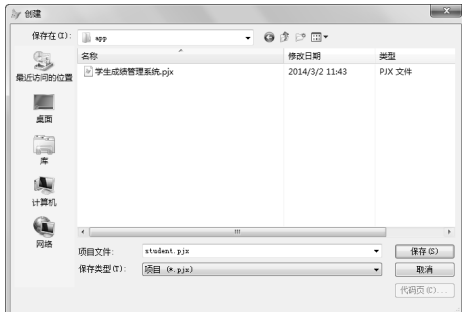 创建
保存在(I):
app
名称
修改日期
类型
学生成绩管理系统.pjx
2014/3/2 11:43
PJX 文件
最近访问的位置
桌面
库
计算机
网络
项目文件:
student.pjx
保存(S)
保存类型(T):
项目 (*.pjx)
取消
代码页(C)...